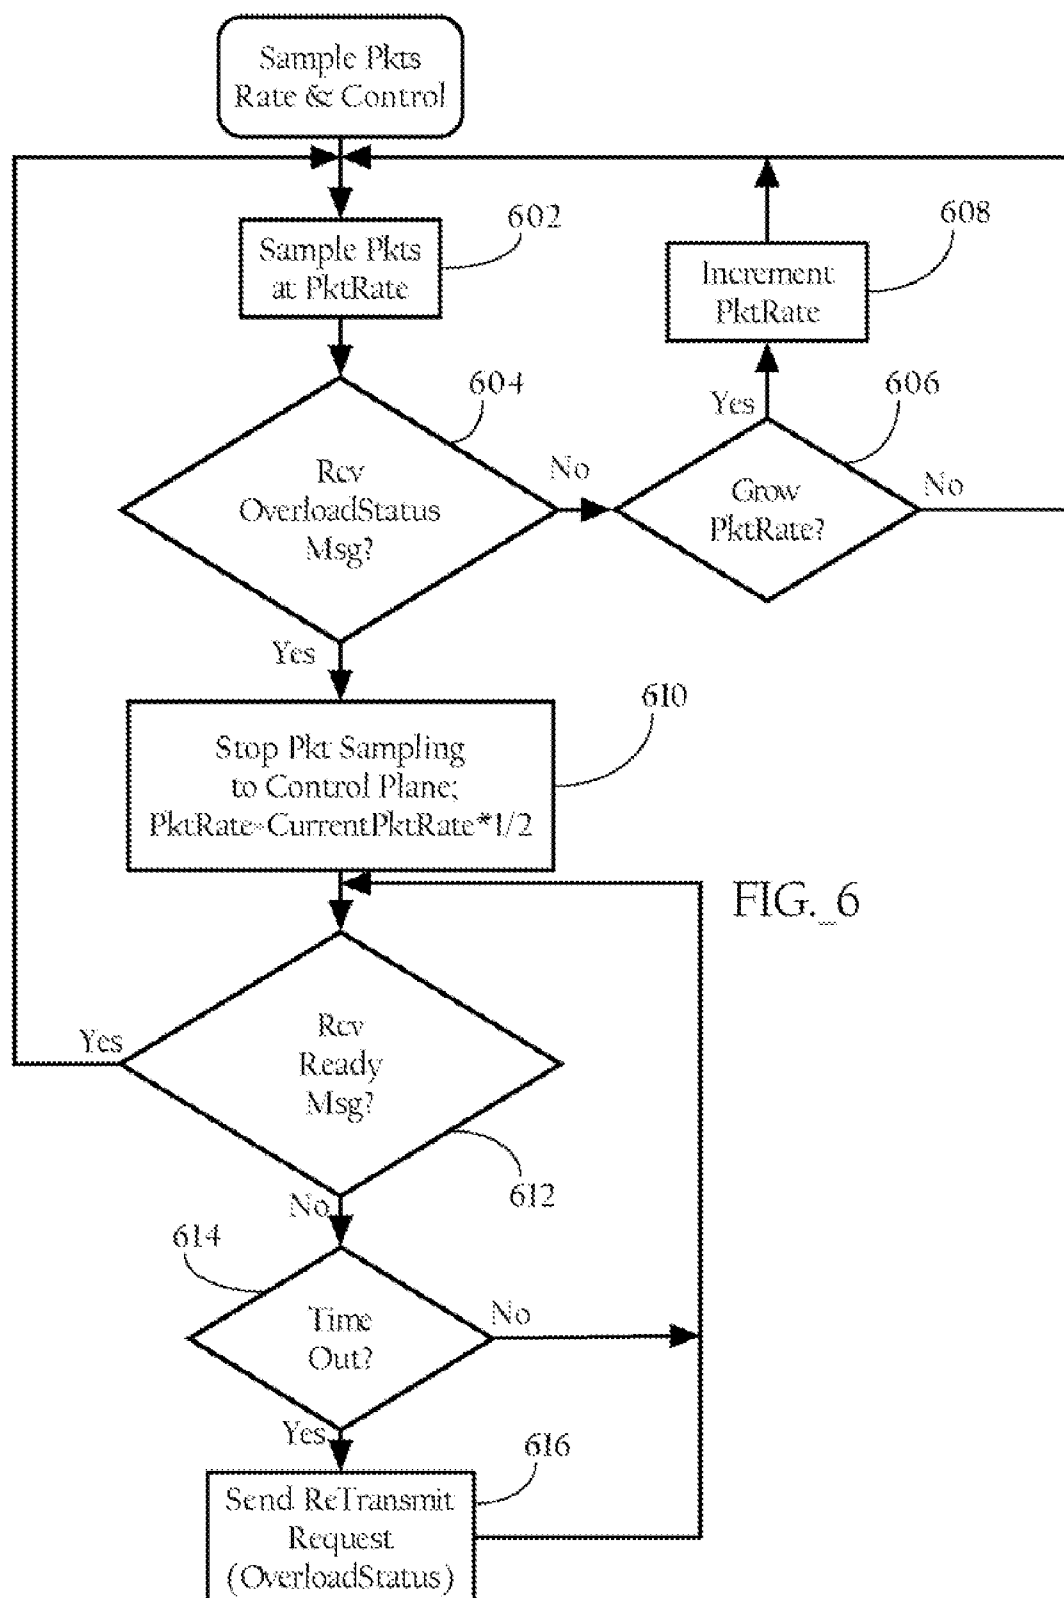 Sample Pkts
Rate & Control
602
Sample Pkts
at PktRate
608
Increment
PktRate
604
Rcv
OverloadStatus
Msg?
No
Yes
606
Grow
PktRate?
No
Yes
610
Stop Pkt Sampling
to Control Plane;
PktRate=CurrentPktRate*1/2
FIG._6
Yes
Rcv
Ready
Msg?
612
No
614
Time
Out?
No
Yes
616
Send ReTransmit
Request
(OverloadStatus)